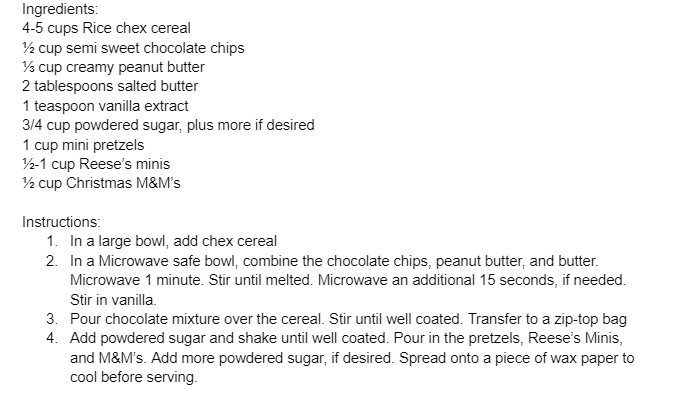 Ingredients:
4-5 cups Rice chex cereal
½ cup semi sweet chocolate chips
⅓ cup creamy peanut butter
2 tablespoons salted butter
1 teaspoon vanilla extract
3/4 cup powdered sugar, plus more if desired
1 cup mini pretzels
½-1 cup Reese's minis
½ cup Christmas M&M's
Instructions:
1. In a large bowl, add chex cereal
2. In a Microwave safe bowl, combine the chocolate chips, peanut butter, and butter.
Microwave 1 minute. Stir until melted. Microwave an additional 15 seconds, if needed.
Stir in vanilla.
3. Pour chocolate mixture over the cereal. Stir until well coated. Transfer to a zip-top bag
4. Add powdered sugar and shake until well coated. Pour in the pretzels, Reese's Minis,
and M&M's. Add more powdered sugar, if desired. Spread onto a piece of wax paper to
cool before serving.